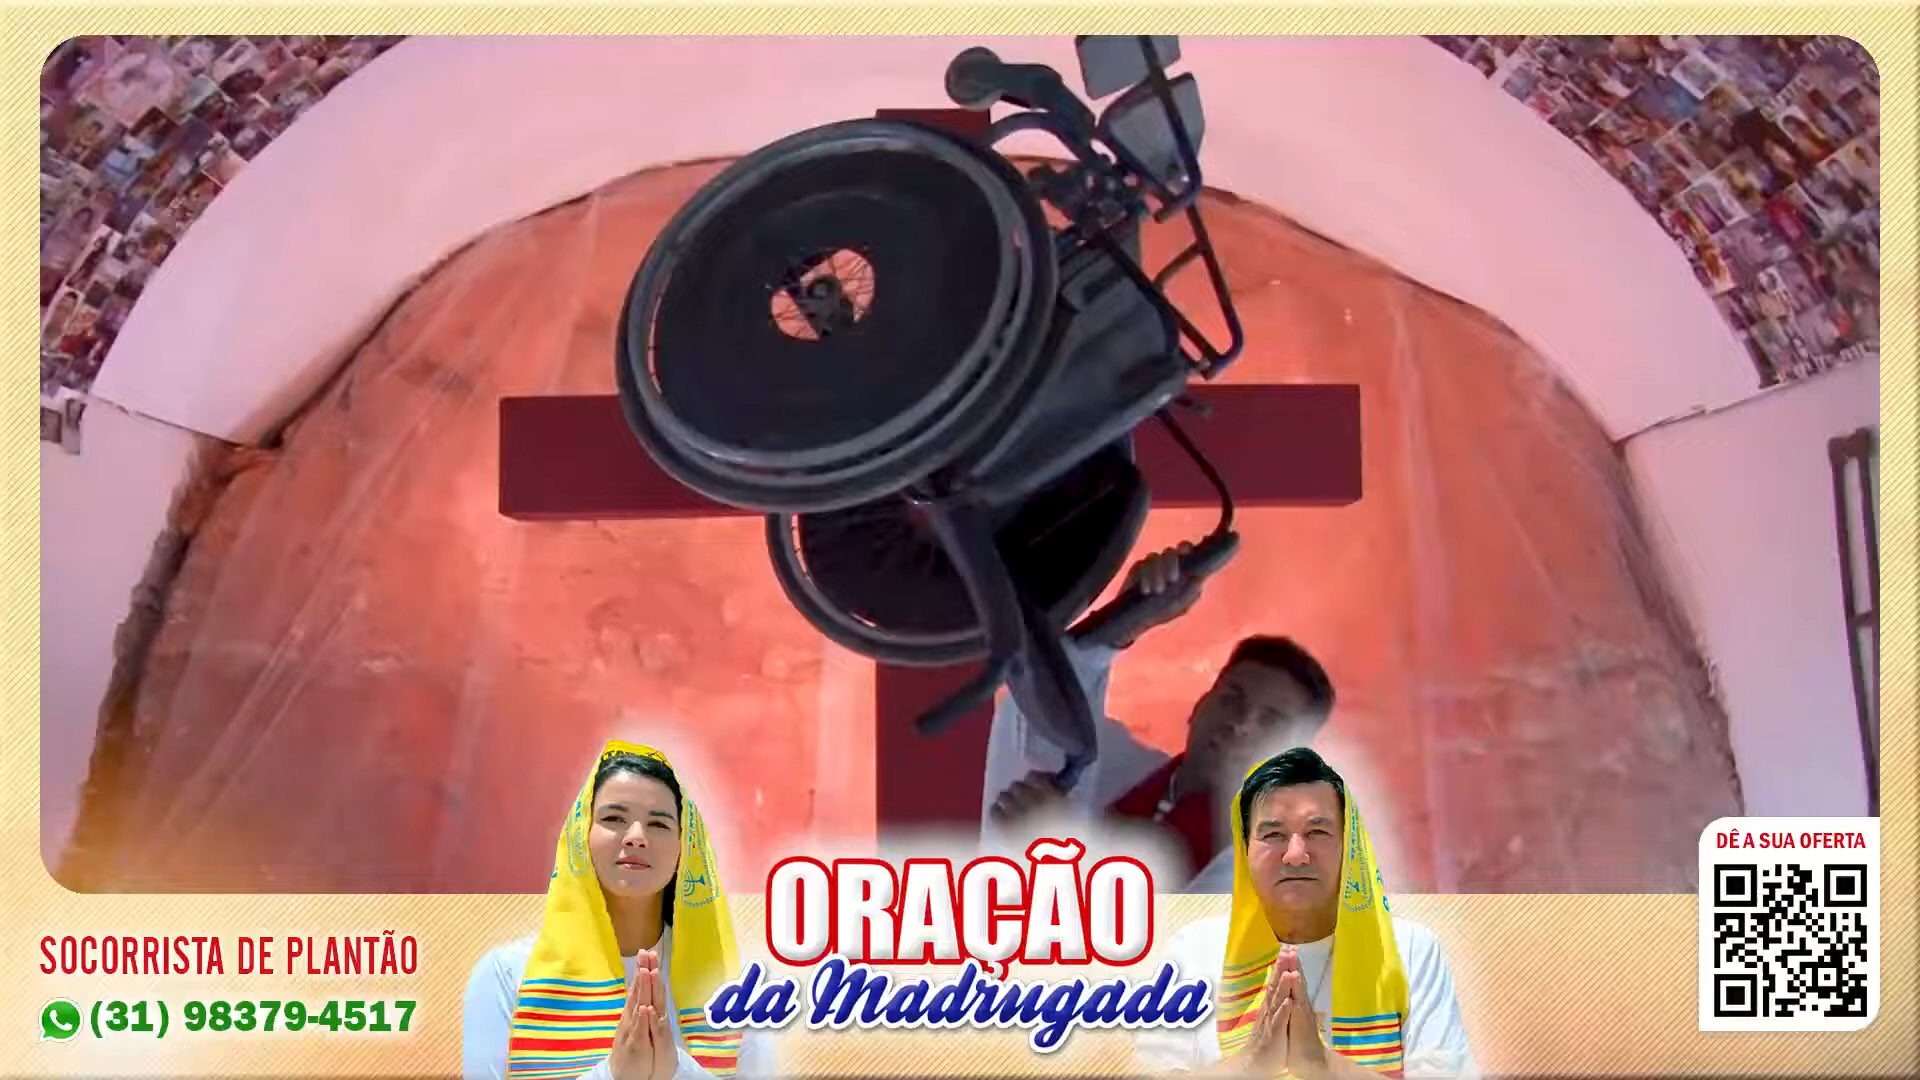 DÊ A SUA OFERTA
SOCORRISTA DE PLANTÃO
(31) 98379-4517
ORAÇÃO
da Madrugada